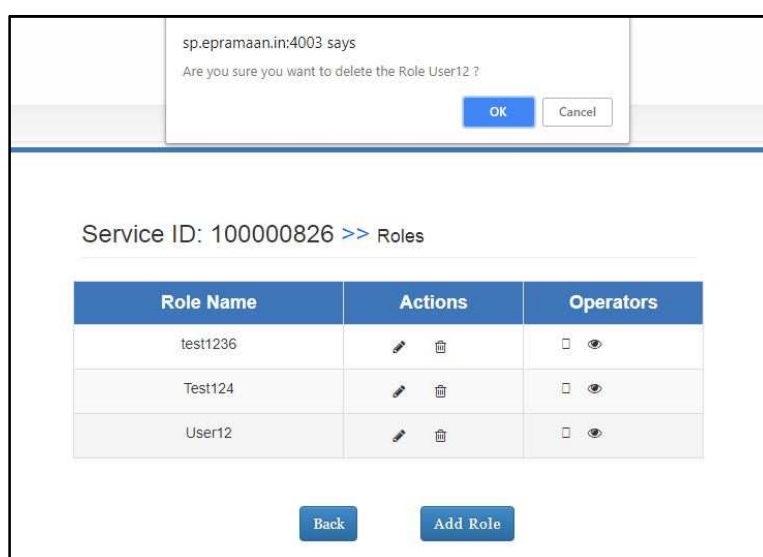 sp.epramaan.in:4003 says
Are you sure you want to delete the Role User12 ?
OK Cancel
Service ID: 100000826 >> Roles
Role Name Actions Operators
test1236
Test124
User12
Back Add Role